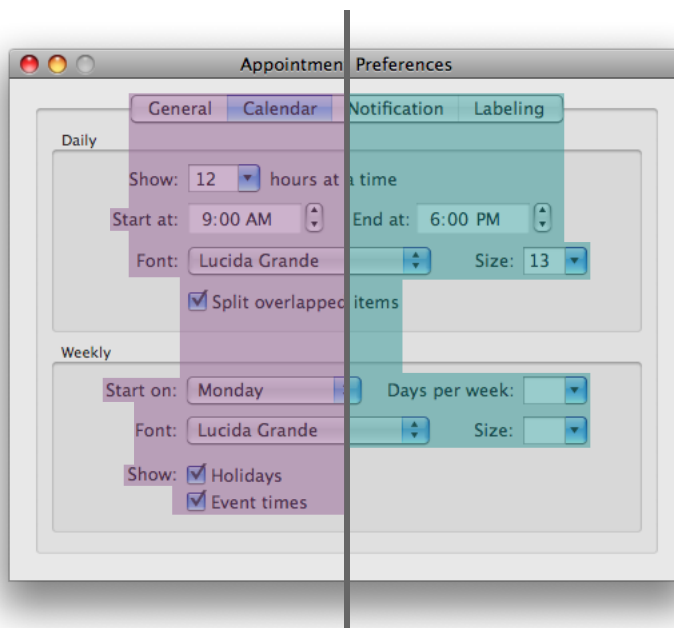 Appointmen Preferences
General Calendar Notification Labeling
Daily
Show: 12 hours at a time
Start at: 9:00 AM End at: 6:00 PM
Font: Lucida Grande Size: 13
Split overlapped items
Weekly
Start on: Monday Days per week:
Font: Lucida Grande Size:
Show: Holidays
Event times